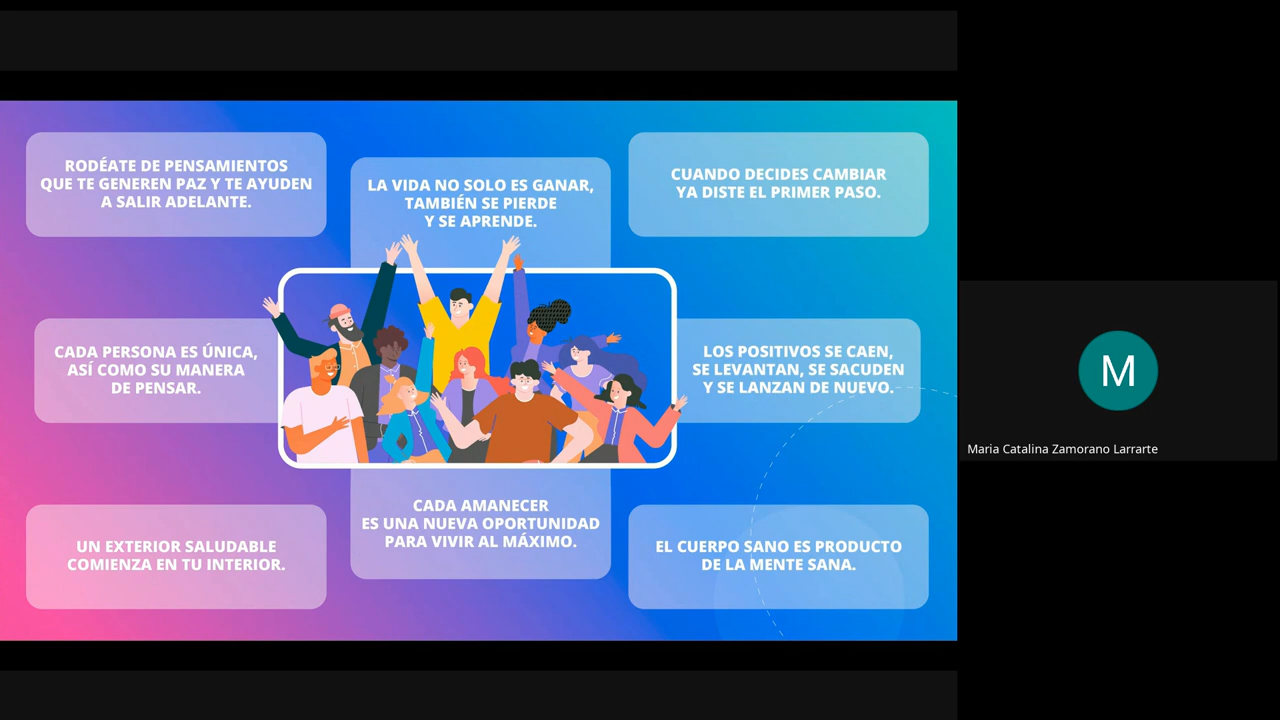 RODÉATE DE PENSAMIENTOS
QUE TE GENEREN PAZ Y TE AYUDEN
A SALIR ADELANTE.
LA VIDA NO SOLO ES GANAR,
TAMBIÉN SE PIERDE
Y SE APRENDE.
CUANDO DECIDES CAMBIAR
YA DISTE EL PRIMER PASO.
CADA PERSONA ES ÚNICA,
ASÍ COMO SU MANERA
DE PENSAR.
LOS POSITIVOS SE CAEN,
SE LEVANTAN, SE SACUDEN
Y SE LANZAN DE NUEVO.
UN EXTERIOR SALUDABLE
COMIENZA EN TU INTERIOR.
CADA AMANECER
ES UNA NUEVA OPORTUNIDAD
PARA VIVIR AL MÁXIMO.
EL CUERPO SANO ES PRODUCTO
DE LA MENTE SANA.
M
Maria Catalina Zamorano Larrarte